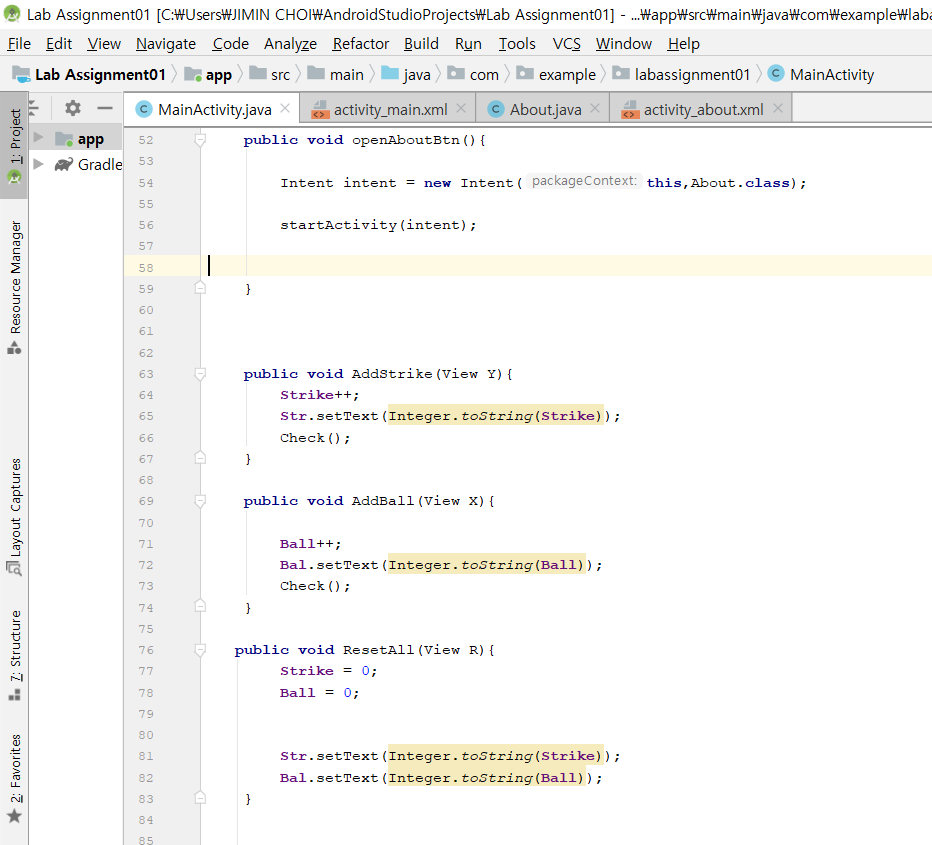 Lab Assignment01 [C:₩Users₩JIMIN CHOI₩AndroidStudioProjects₩Lab Assignment01] - ...₩app₩src₩main₩java₩com₩example₩laba
File Edit View Navigate Code Analyze Refactor Build Run Tools VCS Window Help
Lab Assignment01 app src main java com example labassignment01 MainActivity
MainActivity.java activity_main.xml About.java activity_about.xml
1: Project
app
Gradle
Resource Manager
Layout Captures
7: Structure
2: Favorites
52 public void openAboutBtn(){
53
54 Intent intent = new Intent( packageContext: this,About.class);
55
56 startActivity(intent);
57
58
59 }
60
61
62
63 public void AddStrike(View Y){
64 Strike++;
65 Str.setText(Integer.toString(Strike));
66 Check();
67 }
68
69 public void AddBall(View X){
70
71 Ball++;
72 Bal.setText(Integer.toString(Ball));
73 Check();
74 }
75
76 public void ResetAll(View R){
77 Strike = 0;
78 Ball = 0;
79
80
81 Str.setText(Integer.toString(Strike));
82 Bal.setText(Integer.toString(Ball));
83 }
84
85